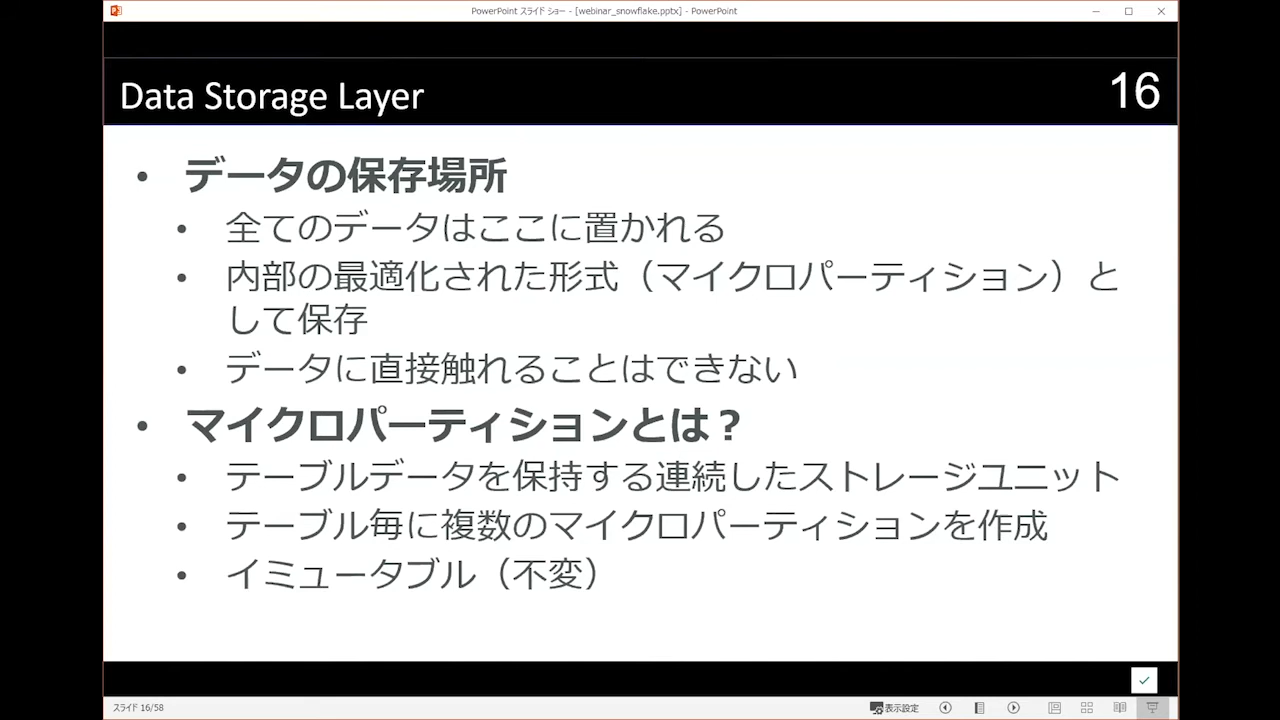 PowerPoint スライド ショー - [webinar_snowflake.pptx] - PowerPoint
Data Storage Layer
16
• データの保存場所
• 全てのデータはここに置かれる
• 内部の最適化された形式（マイクロパーティション）と
して保存
• データに直接触れることはできない
• マイクロパーティションとは？
• テーブルデータを保持する連続したストレージユニット
• テーブル毎に複数のマイクロパーティションを作成
• イミュータブル（不変）
スライド 16/58
表示設定